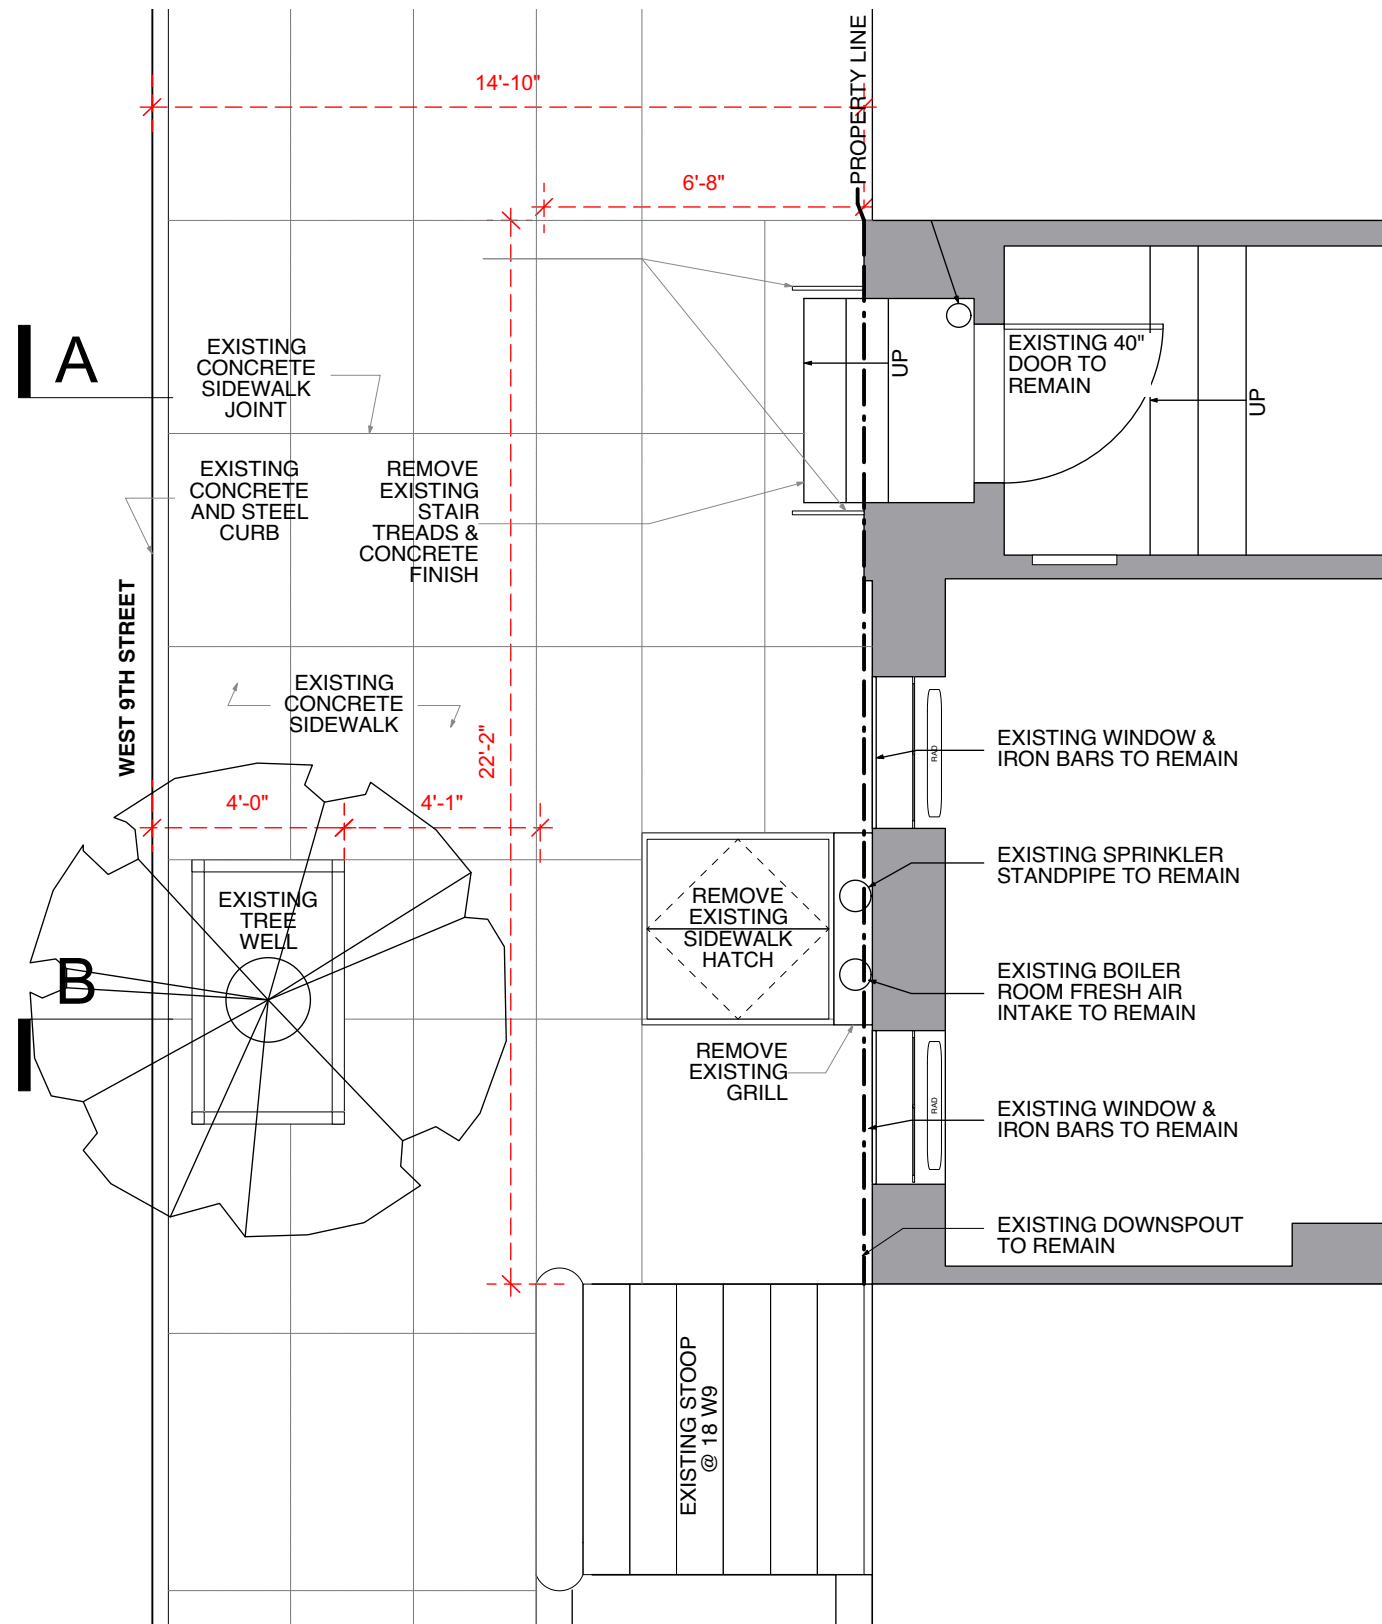 14'-10"
PROPERTY LINE
6'-8"
A
EXISTING
CONCRETE
SIDEWALK
JOINT
UP
EXISTING 40"
DOOR TO
REMAIN
UP
EXISTING
CONCRETE
AND STEEL
CURB
REMOVE
EXISTING
STAIR
TREADS &
CONCRETE
FINISH
WEST 9TH STREET
EXISTING
CONCRETE
SIDEWALK
22'-2"
RAD
EXISTING WINDOW &
IRON BARS TO REMAIN
4'-0"
4'-1"
EXISTING
TREE
WELL
REMOVE
EXISTING
SIDEWALK
HATCH
EXISTING SPRINKLER
STANDPIPE TO REMAIN
B
EXISTING BOILER
ROOM FRESH AIR
INTAKE TO REMAIN
REMOVE
EXISTING
GRILL
RAD
EXISTING WINDOW &
IRON BARS TO REMAIN
EXISTING DOWNSPOUT
TO REMAIN
EXISTING STOOP
@ 18 W9